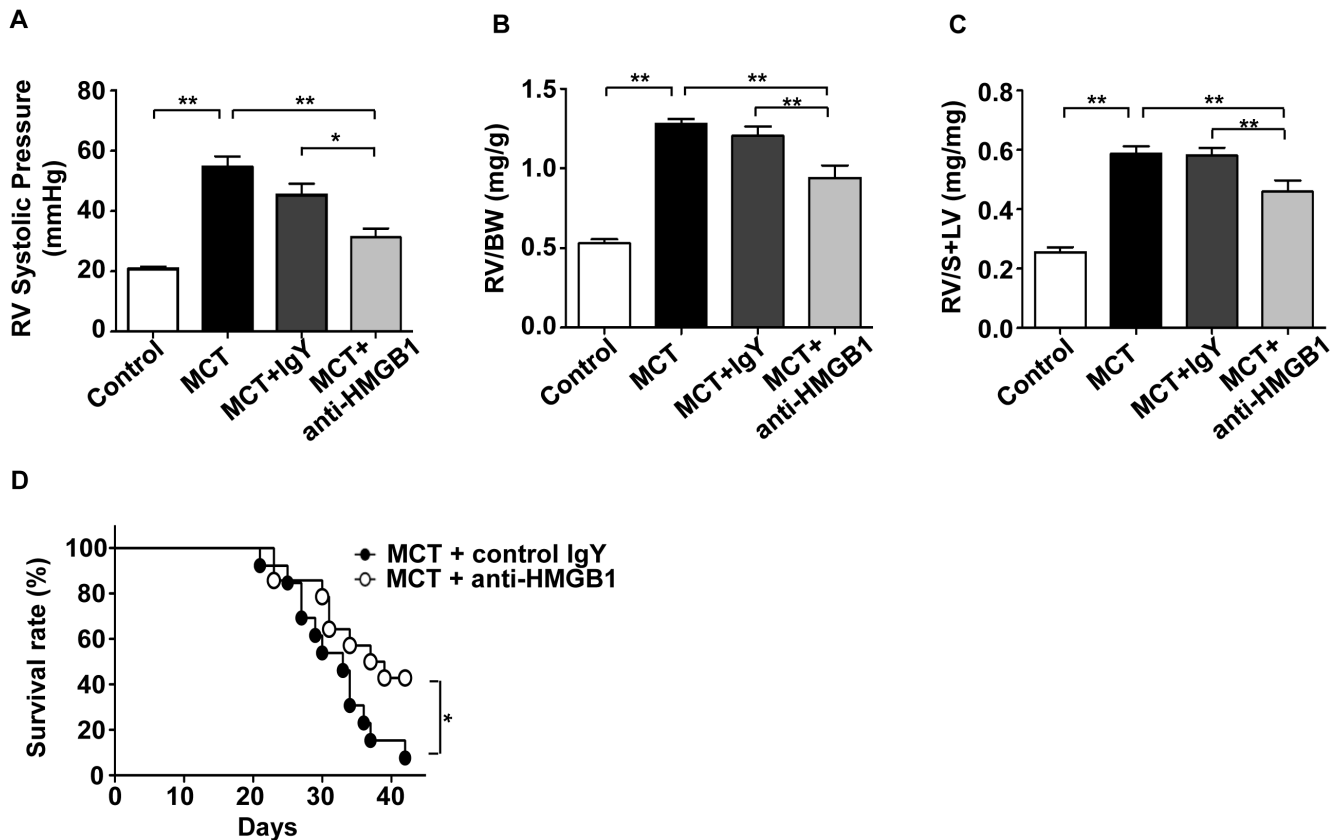 A
RV Systolic Pressure
(mmHg)
80
60
40
20
0
**
**
*
Control
MCT
MCT+IgY
MCT+
anti-HMGB1
B
RV/BW (mg/g)
1.5
1.0
0.5
0.0
**
**
**
Control
MCT
MCT+IgY
MCT+
anti-HMGB1
C
RV/S+LV (mg/mg)
0.8
0.6
0.4
0.2
0.0
**
**
**
Control
MCT
MCT+IgY
MCT+
anti-HMGB1
D
Survival rate (%)
100
80
60
40
20
0
MCT + control IgY
MCT + anti-HMGB1
*
0 10 20 30 40
Days